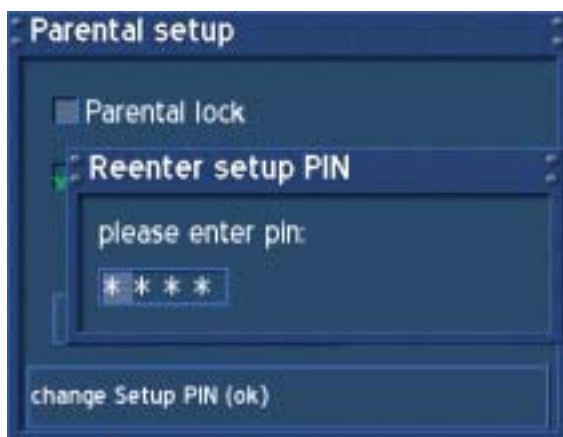 Parental setup
Parental lock
Reenter setup PIN
please enter pin:
* * * *
change Setup PIN (ok)